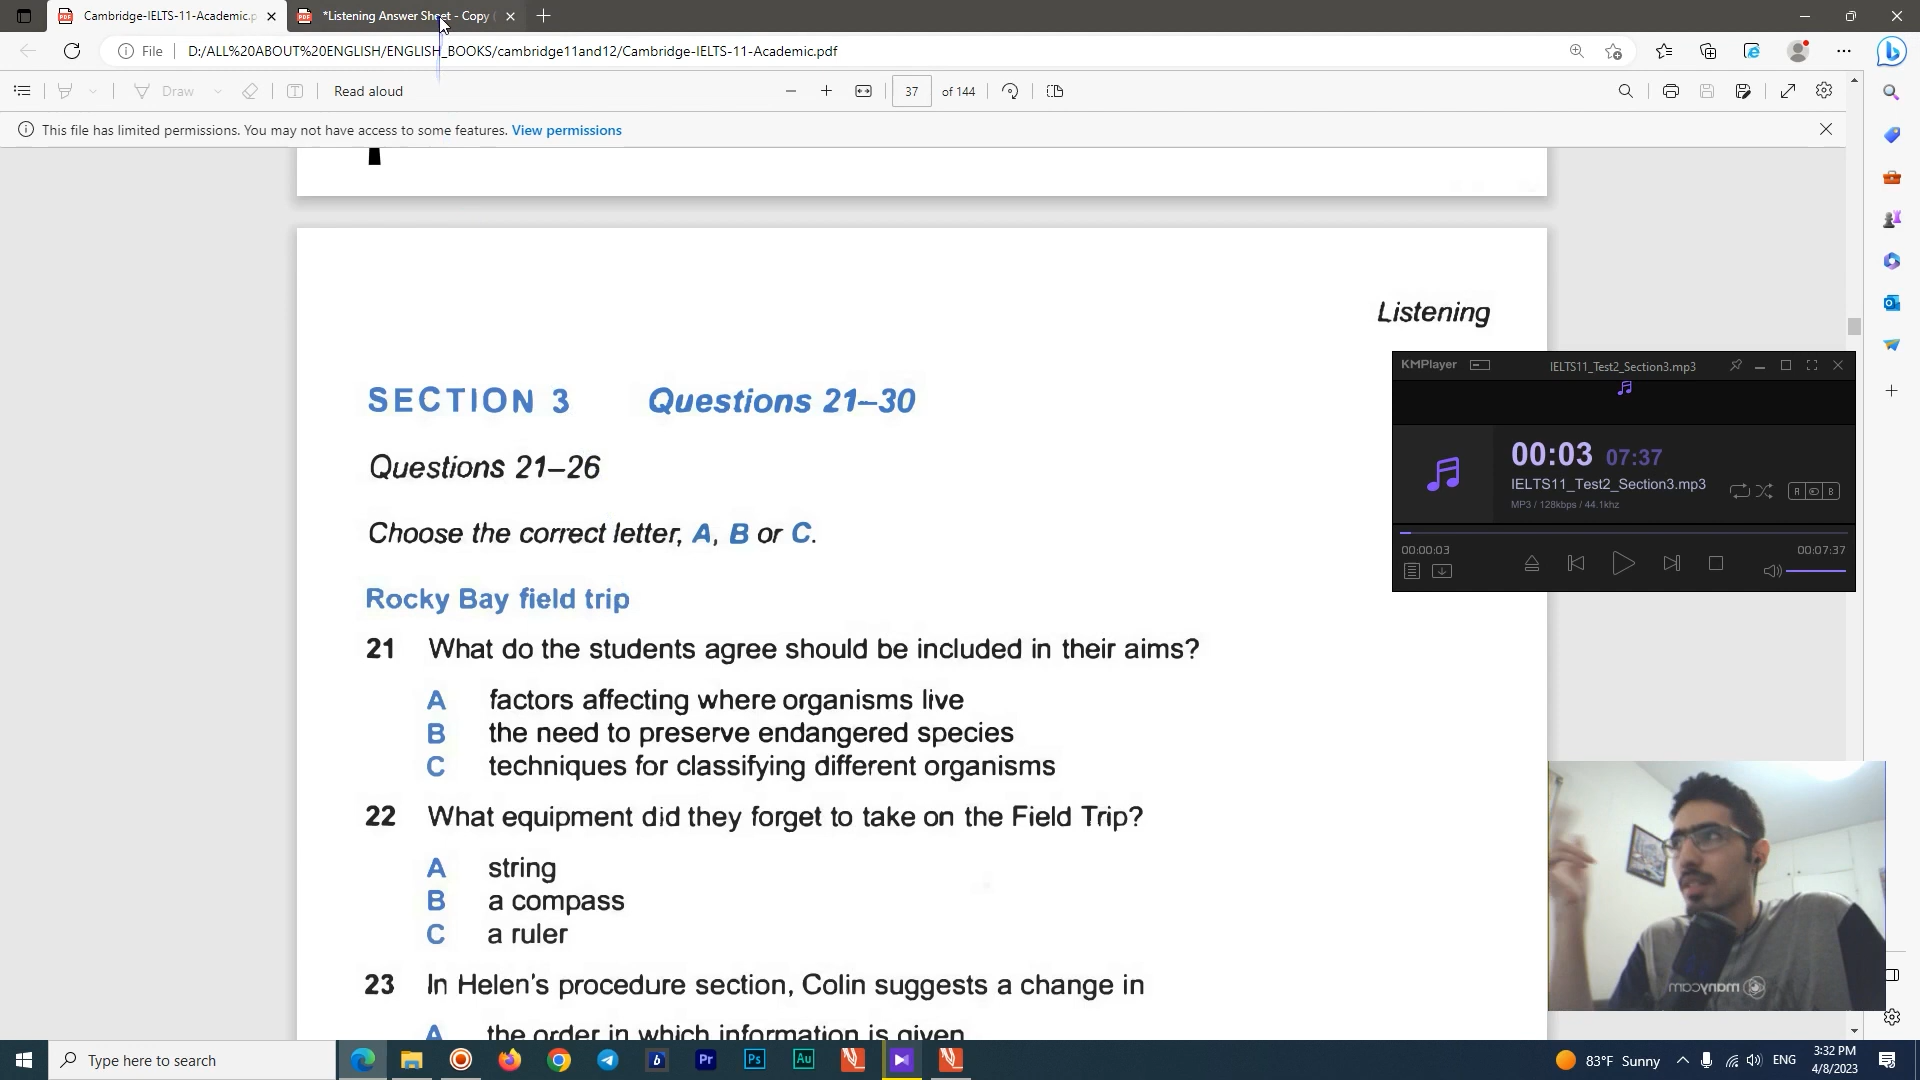 Cambridge-IELTS-11-Academic.p
*Listening Answer Sheet - Copy (
File
D:/ALL%20ABOUT%20ENGLISH/ENGLISH_BOOKS/cambridge11and12/Cambridge-IELTS-11-Academic.pdf
Draw
Read aloud
37
of 144
This file has limited permissions. You may not have access to some features. View permissions
Listening
KMPlayer
IELTS11_Test2_Section3.mp3
SECTION 3 Questions 21–30
00:03 07:37
IELTS11_Test2_Section3.mp3
MP3 / 128kbps / 44.1khz
A B
00:00:03
00:07:37
Questions 21–26
Choose the correct letter, A, B or C.
Rocky Bay field trip
21 What do the students agree should be included in their aims?
A factors affecting where organisms live
B the need to preserve endangered species
C techniques for classifying different organisms
22 What equipment did they forget to take on the Field Trip?
A string
B a compass
C a ruler
23 In Helen's procedure section, Colin suggests a change in
A the order in which information is given
manycam
Type here to search
b
Pr
Ps
Au
83°F Sunny
ENG
3:32 PM
4/8/2023